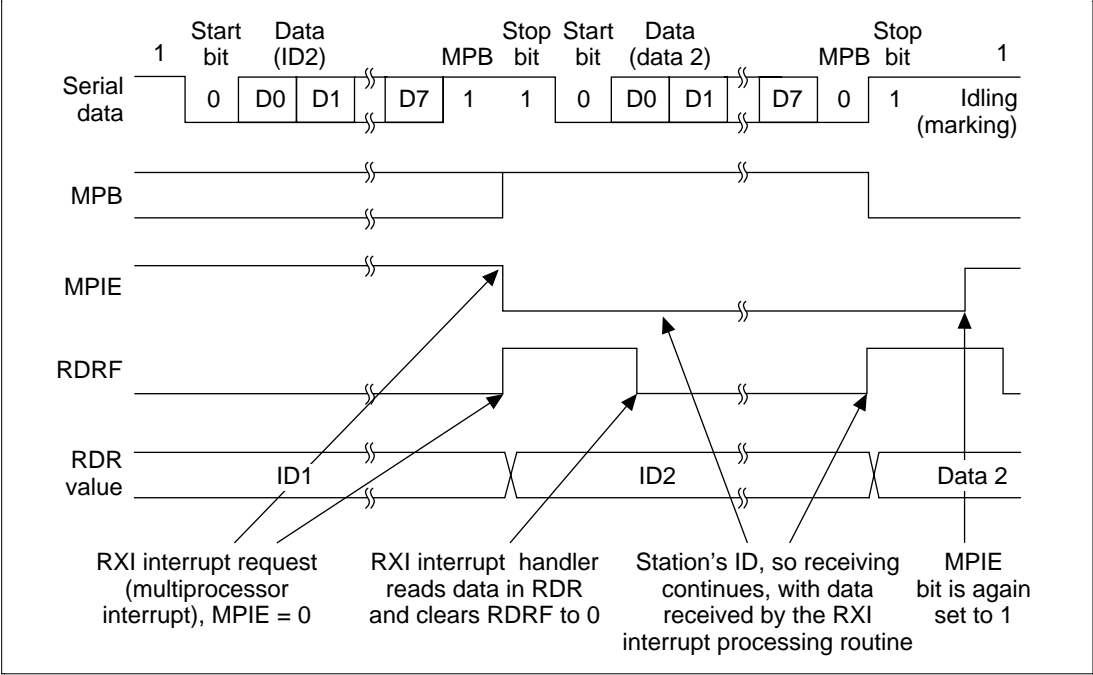 1 Start bit Data (ID2) MPB Stop bit Start bit Data (data 2) MPB Stop bit 1
Serial data 0 D0 D1 D7 1 1 0 D0 D1 D7 0 1 Idling (marking)
MPB
MPIE
RDRF
RDR value ID1 ID2 Data 2
RXI interrupt request
(multiprocessor
interrupt), MPIE = 0
RXI interrupt handler
reads data in RDR
and clears RDRF to 0
Station's ID, so receiving
continues, with data
received by the RXI
interrupt processing routine
MPIE
bit is again
set to 1